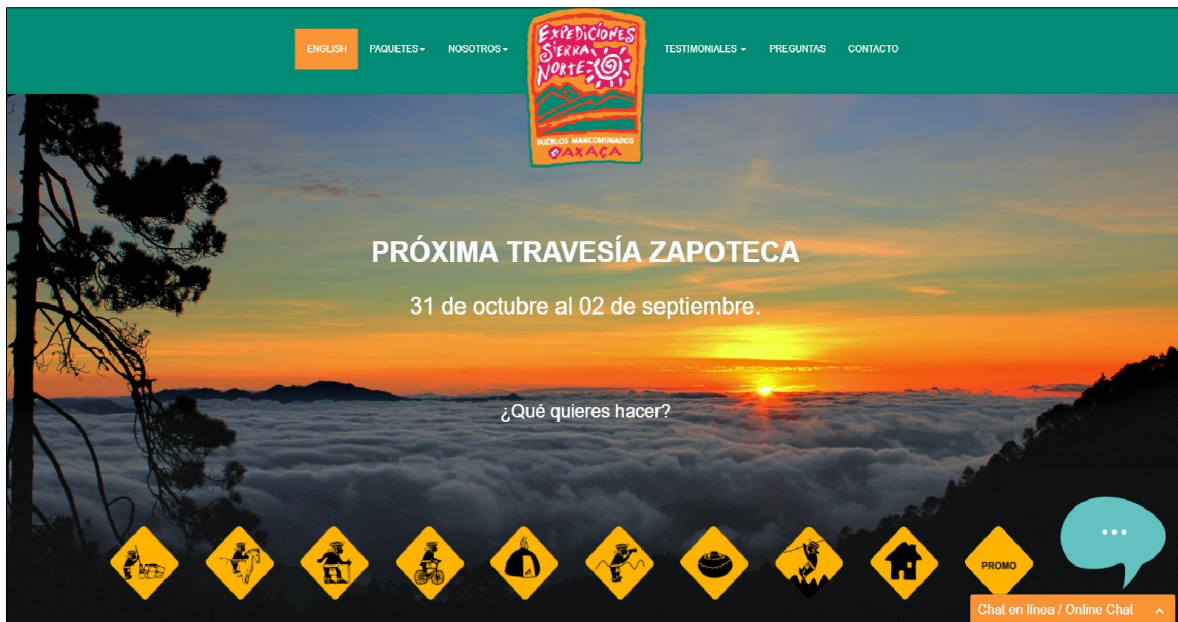 ENGLISH
PAQUETES
NOSOTROS
EXPEDICIONES
SIERRA
NORTE
PUEBLOS MANCOMUNADOS
OAXACA
TESTIMONIALES
PREGUNTAS
CONTACTO
PRÓXIMA TRAVESÍA ZAPOTECA
31 de octubre al 02 de septiembre.
¿Qué quieres hacer?
PROMO
...
Chat en línea / Online Chat